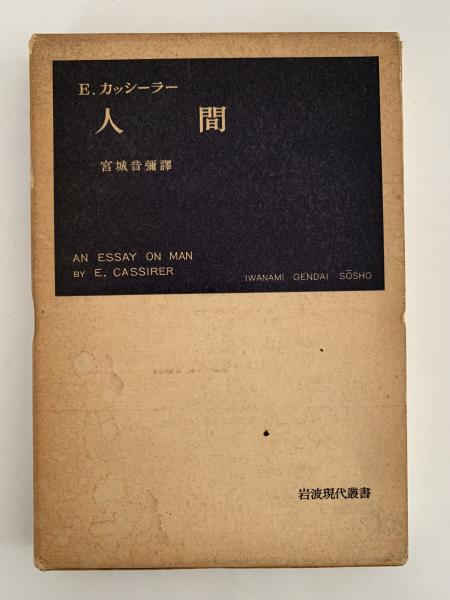 E. カッシーラー
人 間
宮城音彌譯
AN ESSAY ON MAN
BY E. CASSIRER
IWANAMI GENDAI SŌSHO
岩波現代叢書